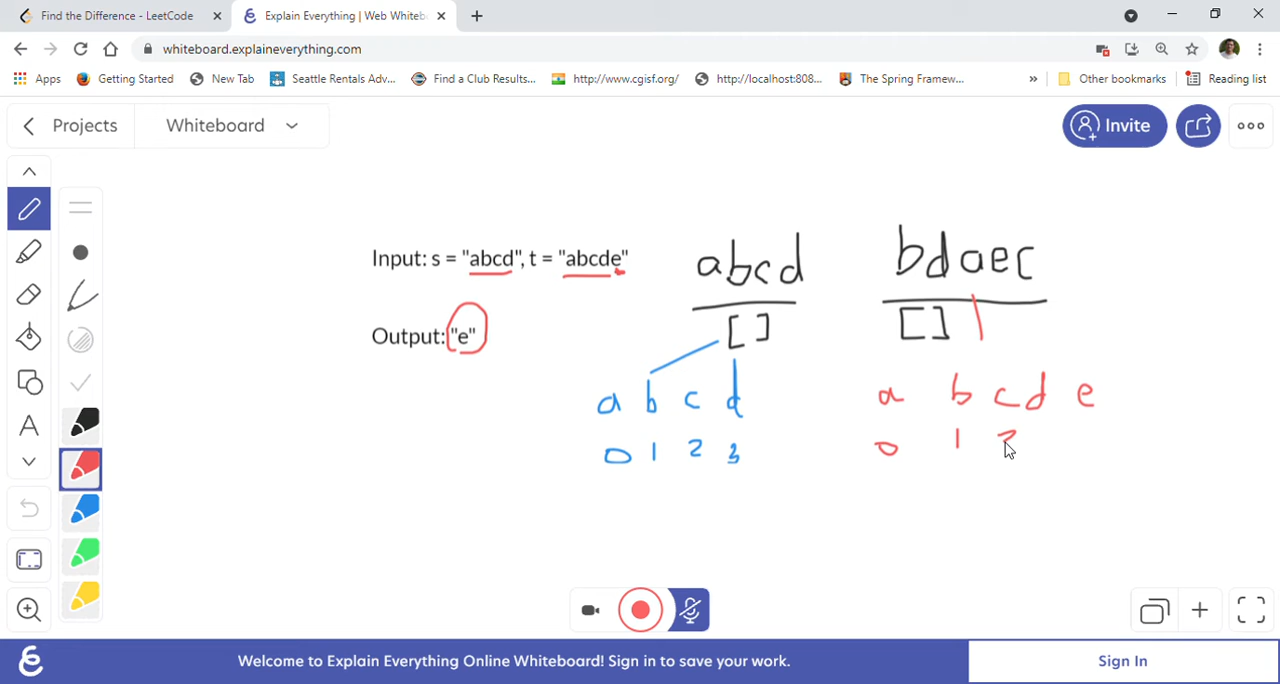 Find the Difference - LeetCode
Explain Everything | Web Whiteb
whiteboard.explaineverything.com
Apps Getting Started New Tab Seattle Rentals Adv... Find a Club Results... http://www.cgisf.org/ http://localhost:808... The Spring Framew... » Other bookmarks Reading list
Projects Whiteboard Invite
Input: s = "abcd", t = "abcde"
abcd bdaec
[] []
Output: "e"
a b c d a b c d e
0 1 2 3 0 1 2
A
Welcome to Explain Everything Online Whiteboard! Sign in to save your work. Sign In